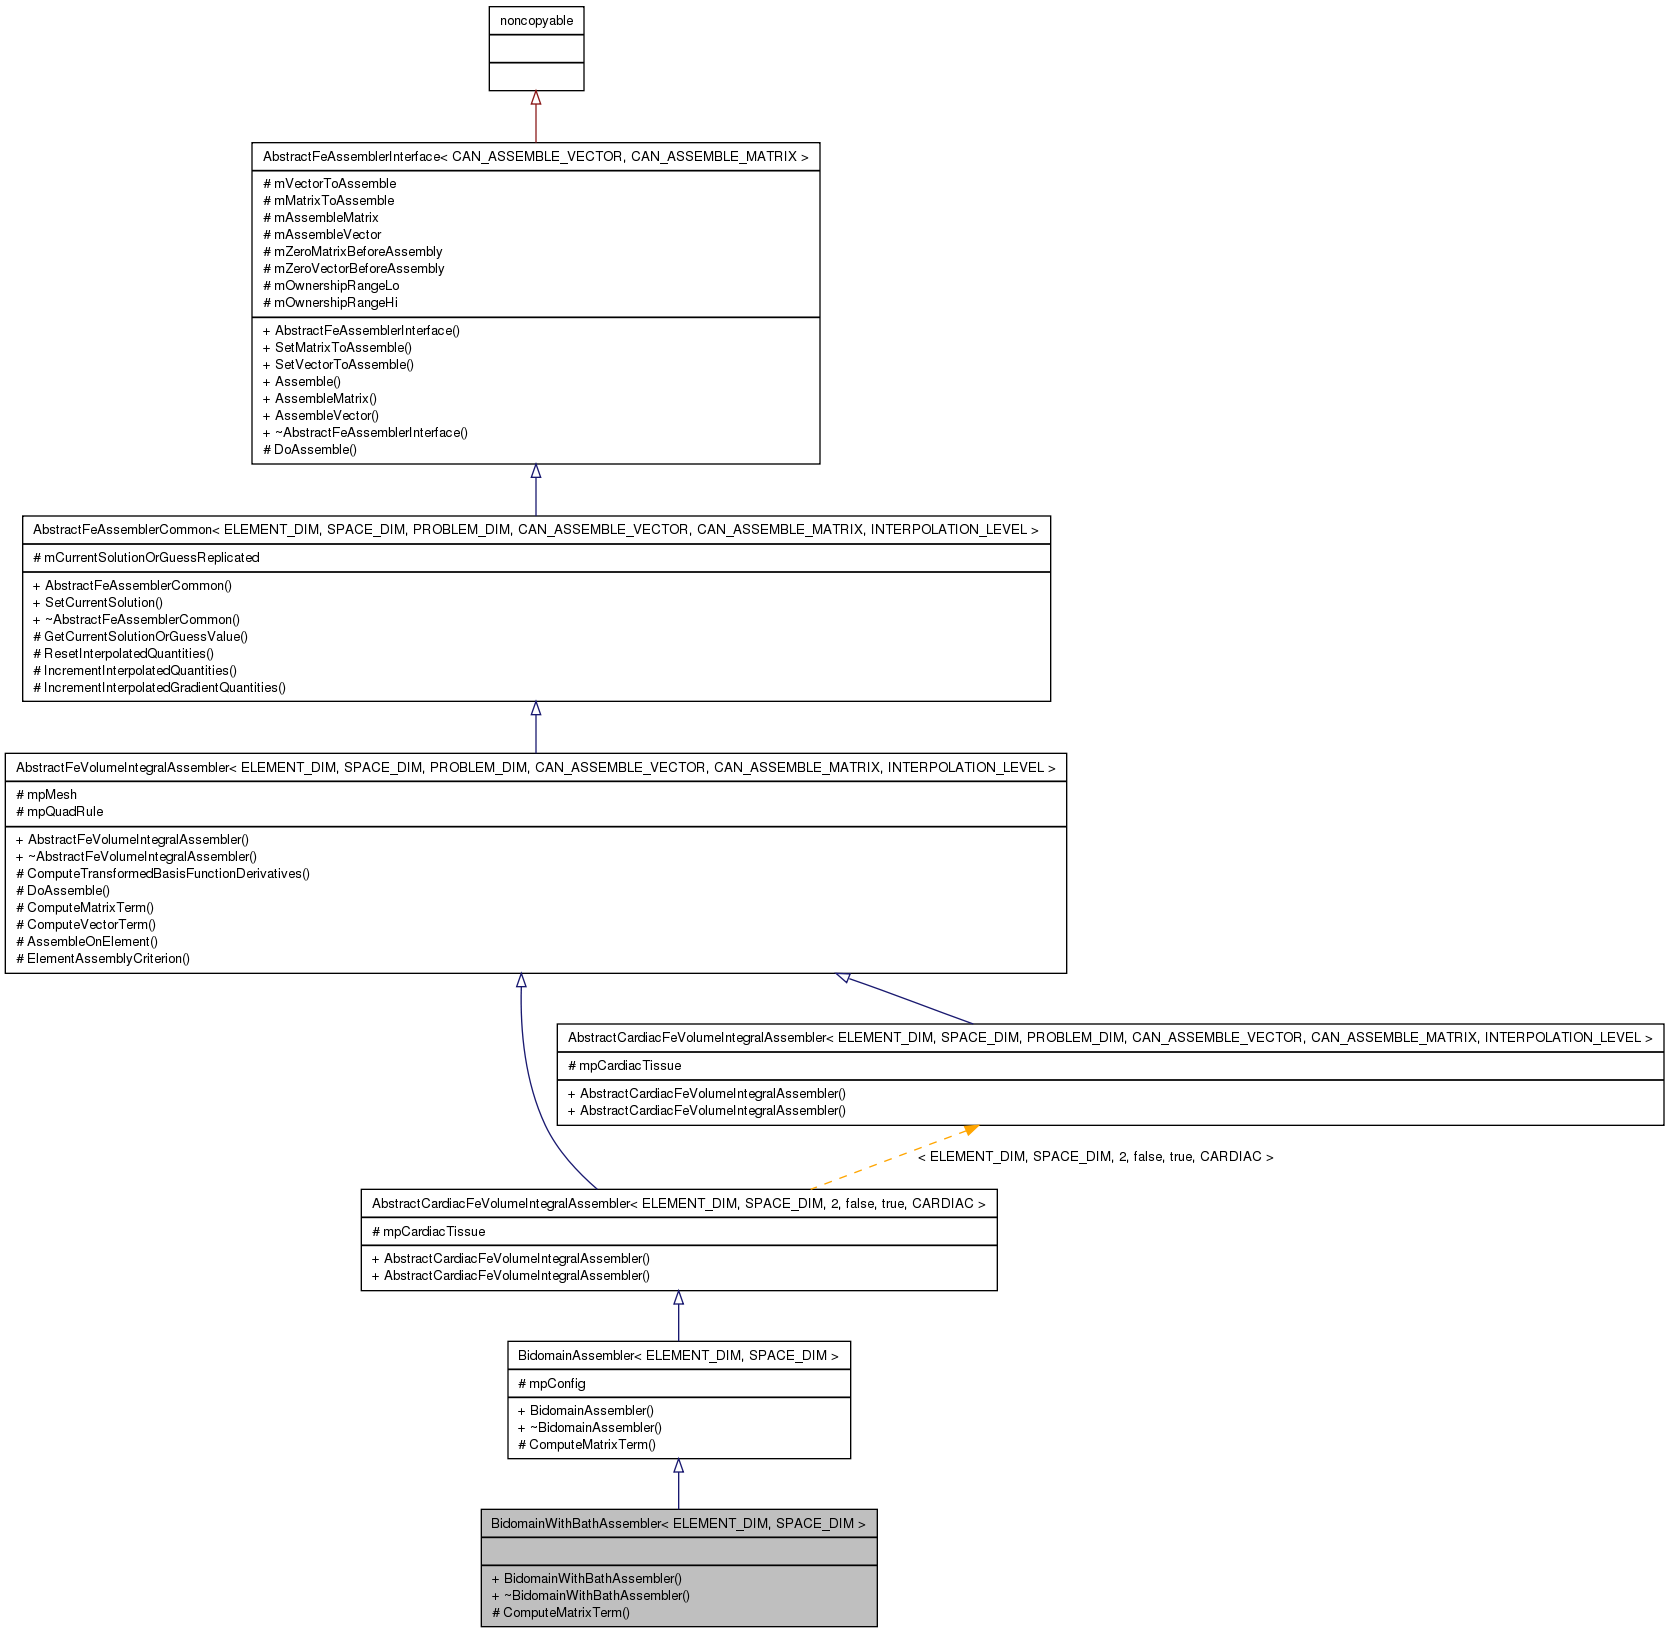 noncopyable
AbstractFeAssemblerInterface< CAN_ASSEMBLE_VECTOR, CAN_ASSEMBLE_MATRIX >
# mVectorToAssemble
# mMatrixToAssemble
# mAssembleMatrix
# mAssembleVector
# mZeroMatrixBeforeAssembly
# mZeroVectorBeforeAssembly
# mOwnershipRangeLo
# mOwnershipRangeHi
+ AbstractFeAssemblerInterface()
+ SetMatrixToAssemble()
+ SetVectorToAssemble()
+ Assemble()
+ AssembleMatrix()
+ AssembleVector()
+ ~AbstractFeAssemblerInterface()
# DoAssemble()
AbstractFeAssemblerCommon< ELEMENT_DIM, SPACE_DIM, PROBLEM_DIM, CAN_ASSEMBLE_VECTOR, CAN_ASSEMBLE_MATRIX, INTERPOLATION_LEVEL >
# mCurrentSolutionOrGuessReplicated
+ AbstractFeAssemblerCommon()
+ SetCurrentSolution()
+ ~AbstractFeAssemblerCommon()
# GetCurrentSolutionOrGuessValue()
# ResetInterpolatedQuantities()
# IncrementInterpolatedQuantities()
# IncrementInterpolatedGradientQuantities()
AbstractFeVolumeIntegralAssembler< ELEMENT_DIM, SPACE_DIM, PROBLEM_DIM, CAN_ASSEMBLE_VECTOR, CAN_ASSEMBLE_MATRIX, INTERPOLATION_LEVEL >
# mpMesh
# mpQuadRule
+ AbstractFeVolumeIntegralAssembler()
+ ~AbstractFeVolumeIntegralAssembler()
# ComputeTransformedBasisFunctionDerivatives()
# DoAssemble()
# ComputeMatrixTerm()
# ComputeVectorTerm()
# AssembleOnElement()
# ElementAssemblyCriterion()
AbstractCardiacFeVolumeIntegralAssembler< ELEMENT_DIM, SPACE_DIM, PROBLEM_DIM, CAN_ASSEMBLE_VECTOR, CAN_ASSEMBLE_MATRIX, INTERPOLATION_LEVEL >
# mpCardiacTissue
+ AbstractCardiacFeVolumeIntegralAssembler()
+ AbstractCardiacFeVolumeIntegralAssembler()
< ELEMENT_DIM, SPACE_DIM, 2, false, true, CARDIAC >
AbstractCardiacFeVolumeIntegralAssembler< ELEMENT_DIM, SPACE_DIM, 2, false, true, CARDIAC >
# mpCardiacTissue
+ AbstractCardiacFeVolumeIntegralAssembler()
+ AbstractCardiacFeVolumeIntegralAssembler()
BidomainAssembler< ELEMENT_DIM, SPACE_DIM >
# mpConfig
+ BidomainAssembler()
+ ~BidomainAssembler()
# ComputeMatrixTerm()
BidomainWithBathAssembler< ELEMENT_DIM, SPACE_DIM >
+ BidomainWithBathAssembler()
+ ~BidomainWithBathAssembler()
# ComputeMatrixTerm()